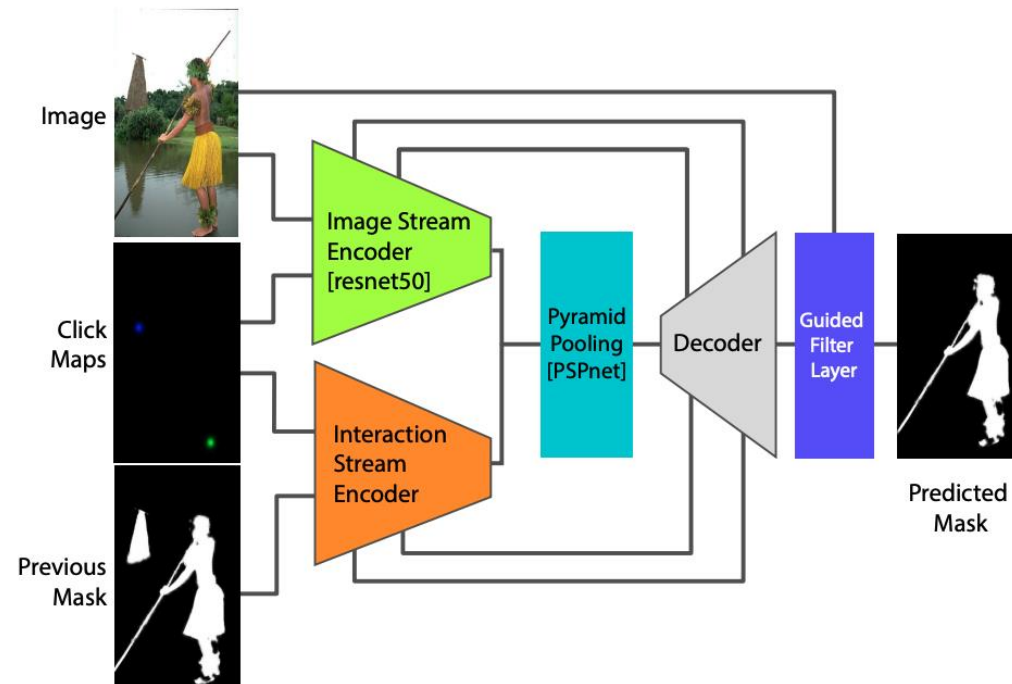 Image
Click
Maps
Previous
Mask
Image Stream
Encoder
[resnet50]
Interaction
Stream
Encoder
Pyramid
Pooling
[PSPnet]
Decoder
Guided
Filter
Layer
Predicted
Mask